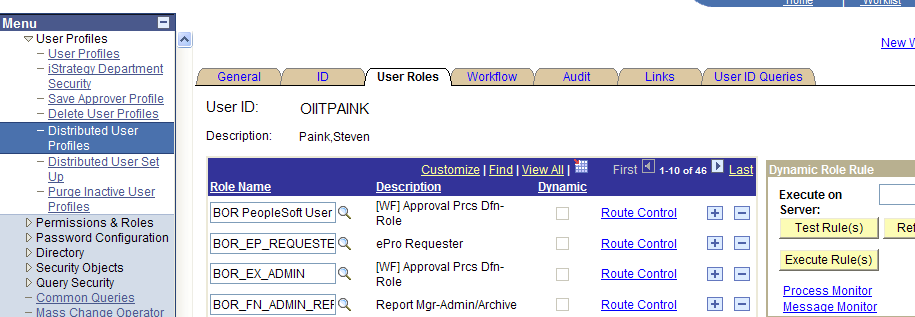 Home | Worklist
Menu
User Profiles
User Profiles
iStrategy Department
Security
Save Approver Profile
Delete User Profiles
Distributed User
Profiles
Distributed User Set
Up
Purge Inactive User
Profiles
Permissions & Roles
Password Configuration
Directory
Security Objects
Query Security
Common Queries
Mass Change Operator
New W
General
ID
User Roles
Workflow
Audit
Links
User ID Queries
User ID: OIITPAINK
Description: Paink,Steven
Customize | Find | View All | First 1-10 of 46 Last
Role Name Description Dynamic
BOR PeopleSoft User [WF] Approval Prcs Dfn-
Role Route Control
BOR_EP_REQUESTE ePro Requester Route Control
BOR_EX_ADMIN [WF] Approval Prcs Dfn-
Role Route Control
BOR_FN_ADMIN_REF Report Mgr-Admin/Archive Route Control
Dynamic Role Rule
Execute on
Server:
Test Rule(s) Ref
Execute Rule(s)
Process Monitor
Message Monitor